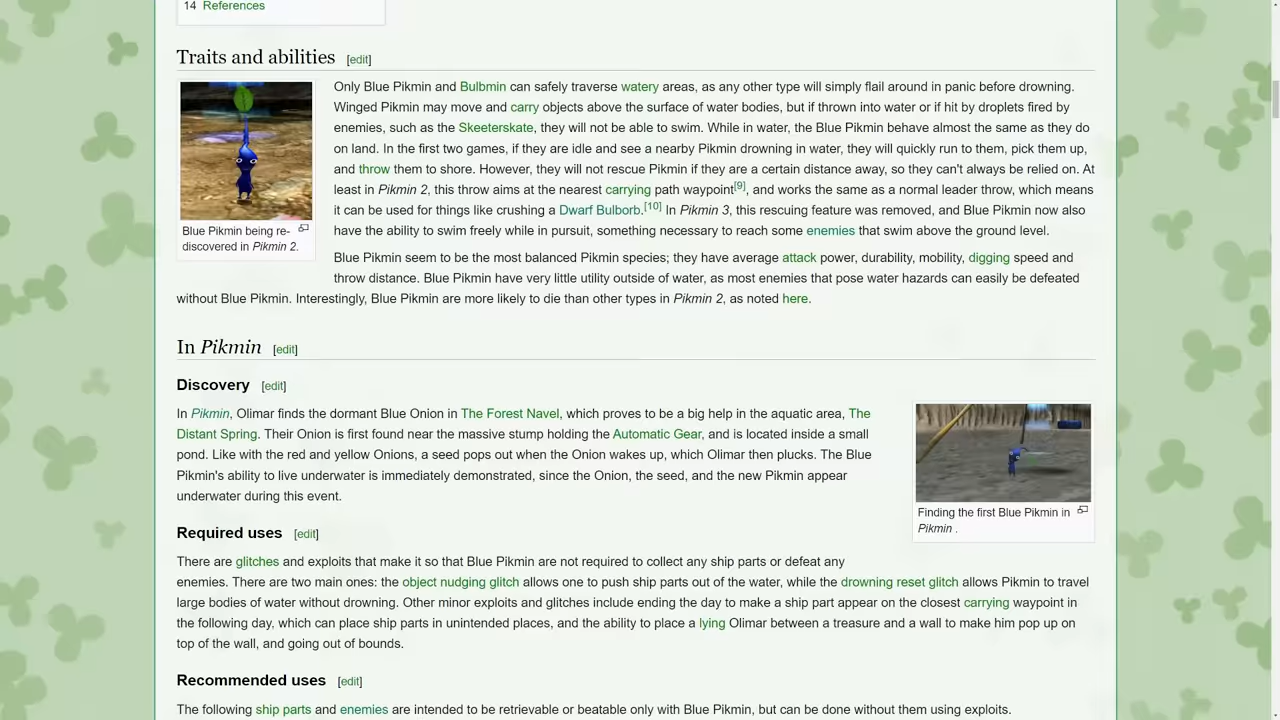 14 References
Traits and abilities [edit]
Only Blue Pikmin and Bulbmin can safely traverse watery areas, as any other type will simply flail around in panic before drowning.
Winged Pikmin may move and carry objects above the surface of water bodies, but if thrown into water or if hit by droplets fired by
enemies, such as the Skeeterskate, they will not be able to swim. While in water, the Blue Pikmin behave almost the same as they do
on land. In the first two games, if they are idle and see a nearby Pikmin drowning in water, they will quickly run to them, pick them up,
and throw them to shore. However, they will not rescue Pikmin if they are a certain distance away, so they can't always be relied on. At
least in Pikmin 2, this throw aims at the nearest carrying path waypoint[9], and works the same as a normal leader throw, which means
it can be used for things like crushing a Dwarf Bulborb.[10] In Pikmin 3, this rescuing feature was removed, and Blue Pikmin now also
have the ability to swim freely while in pursuit, something necessary to reach some enemies that swim above the ground level.
Blue Pikmin being re-
discovered in Pikmin 2.
Blue Pikmin seem to be the most balanced Pikmin species; they have average attack power, durability, mobility, digging speed and
throw distance. Blue Pikmin have very little utility outside of water, as most enemies that pose water hazards can easily be defeated
without Blue Pikmin. Interestingly, Blue Pikmin are more likely to die than other types in Pikmin 2, as noted here.
In Pikmin [edit]
Discovery [edit]
In Pikmin, Olimar finds the dormant Blue Onion in The Forest Navel, which proves to be a big help in the aquatic area, The
Distant Spring. Their Onion is first found near the massive stump holding the Automatic Gear, and is located inside a small
pond. Like with the red and yellow Onions, a seed pops out when the Onion wakes up, which Olimar then plucks. The Blue
Pikmin's ability to live underwater is immediately demonstrated, since the Onion, the seed, and the new Pikmin appear
underwater during this event.
Finding the first Blue Pikmin in
Pikmin .
Required uses [edit]
There are glitches and exploits that make it so that Blue Pikmin are not required to collect any ship parts or defeat any
enemies. There are two main ones: the object nudging glitch allows one to push ship parts out of the water, while the drowning reset glitch allows Pikmin to travel
large bodies of water without drowning. Other minor exploits and glitches include ending the day to make a ship part appear on the closest carrying waypoint in
the following day, which can place ship parts in unintended places, and the ability to place a lying Olimar between a treasure and a wall to make him pop up on
top of the wall, and going out of bounds.
Recommended uses [edit]
The following ship parts and enemies are intended to be retrievable or beatable only with Blue Pikmin, but can be done without them using exploits.